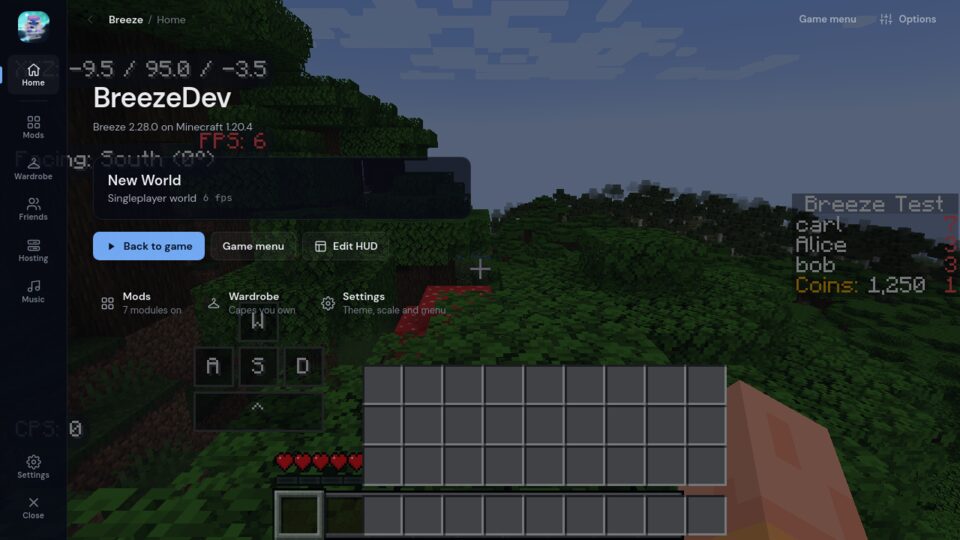 Breeze / Home
Game menu
Options
Home
Mods
Wardrobe
Friends
Hosting
Music
Settings
Close
-9.5 / 95.0 / -3.5
BreezeDev
Breeze 2.28.0 on Minecraft 1.20.4
FPS: 6
Facing: South (0°)
New World
Singleplayer world 6 fps
Back to game
Game menu
Edit HUD
Mods
7 modules on
Wardrobe
Capes you own
Settings
Theme, scale and menu
W
A S D
^
CPS: 0
Breeze Test
carl
Alice
bob 3
Coins: 1,250 1